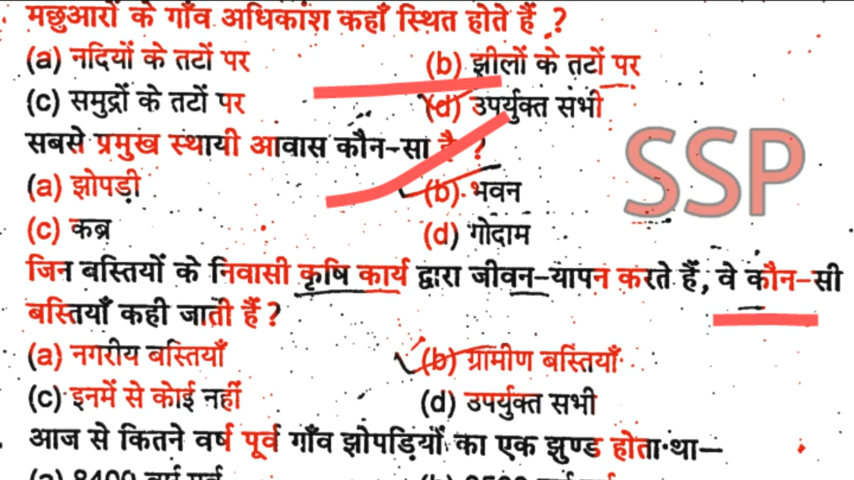 मछुआरों के गाँव अधिकांश कहाँ स्थित होते हैं ?
(a) नदियों के तटों पर (b) झीलों के तटों पर
(c) समुद्रों के तटों पर (d) उपर्युक्त सभी
सबसे प्रमुख स्थायी आवास कौन-सा है ?
(a) झोपड़ी (b) भवन
(c) कब्र (d) गोदाम
SSP
जिन बस्तियों के निवासी कृषि कार्य द्वारा जीवन-यापन करते हैं, वे कौन-सी
बस्तियाँ कही जाती हैं ?
(a) नगरीय बस्तियाँ (b) ग्रामीण बस्तियाँ
(c) इनमें से कोई नहीं (d) उपर्युक्त सभी
आज से कितने वर्ष पूर्व गाँव झोपड़ियों का एक झुण्ड होता था—
(a) 8400 वर्ष पूर्व (b)